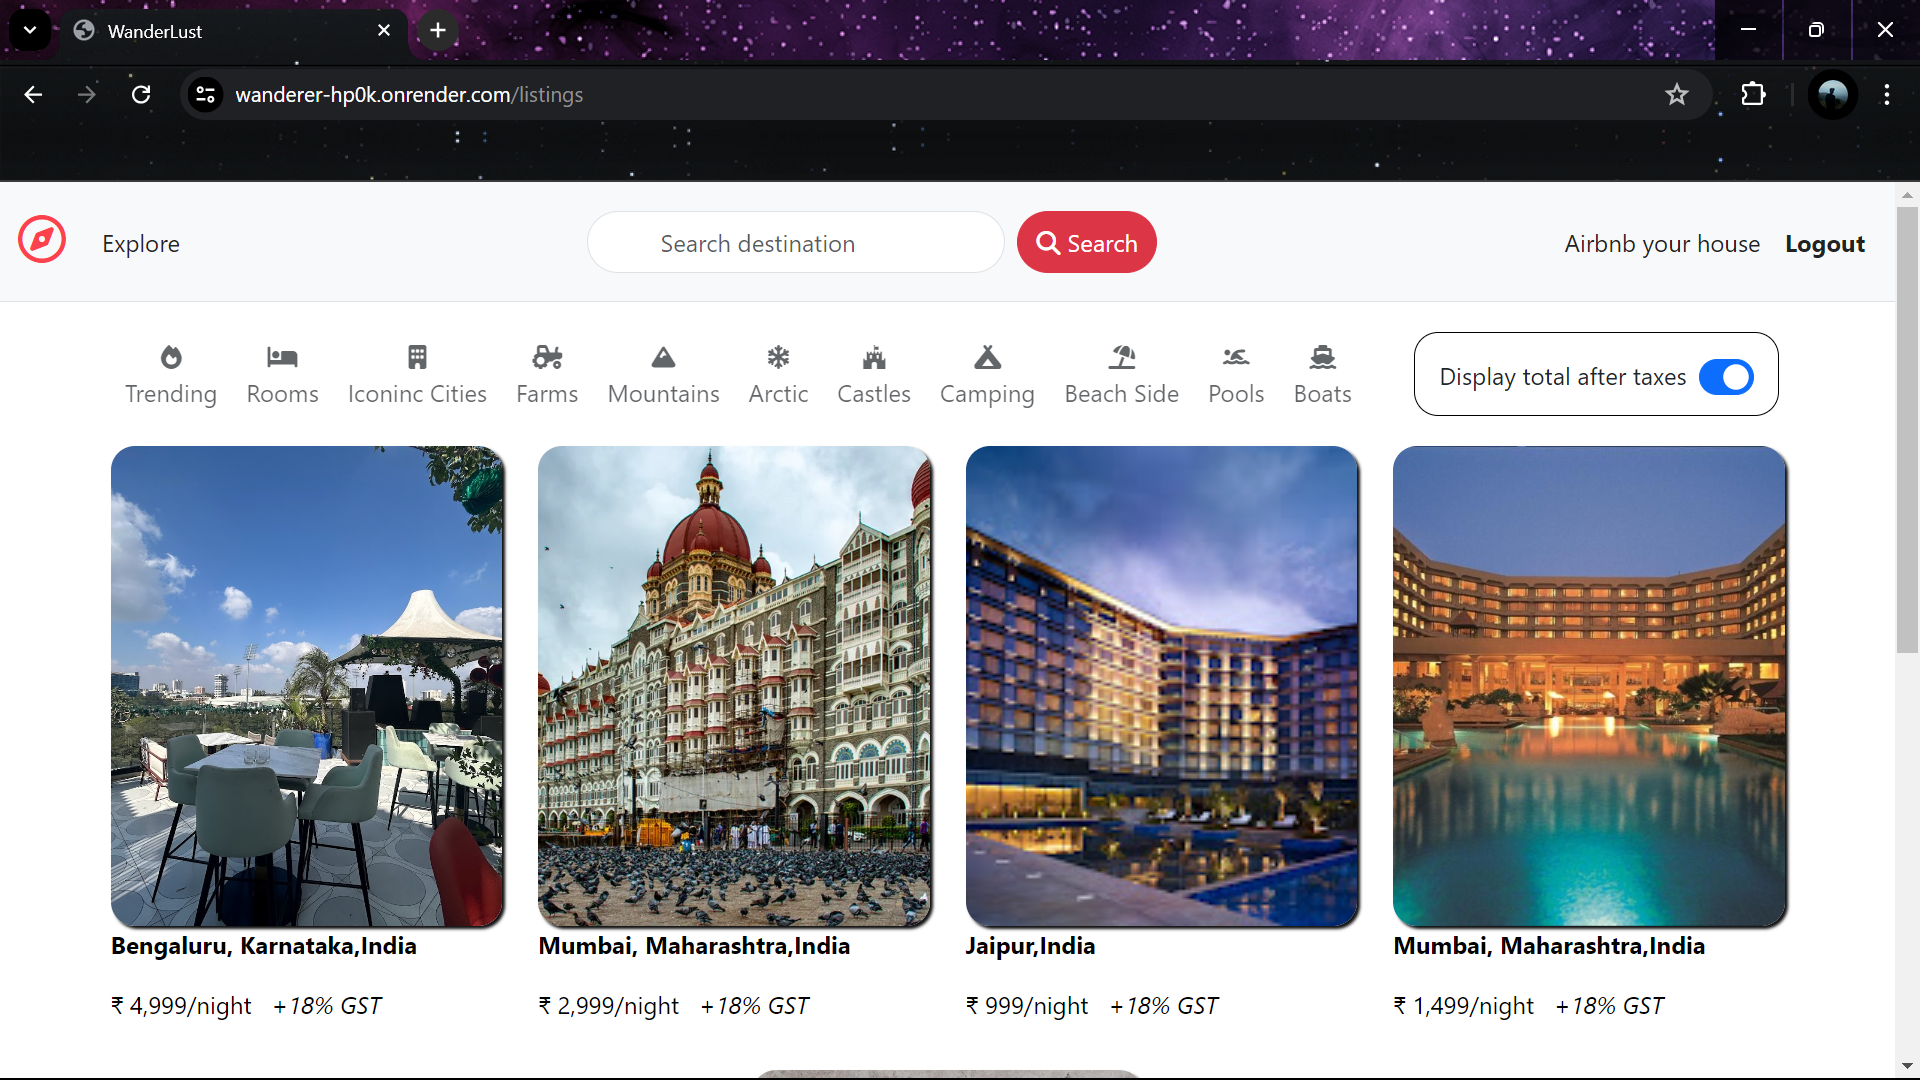 WanderLust
wanderer-hp0k.onrender.com/listings
Explore
Search destination
Search
Airbnb your house
Logout
Trending
Rooms
Iconinc Cities
Farms
Mountains
Arctic
Castles
Camping
Beach Side
Pools
Boats
Display total after taxes
Bengaluru, Karnataka,India
₹ 4,999/night +18% GST
Mumbai, Maharashtra,India
₹ 2,999/night +18% GST
Jaipur,India
₹ 999/night +18% GST
Mumbai, Maharashtra,India
₹ 1,499/night +18% GST